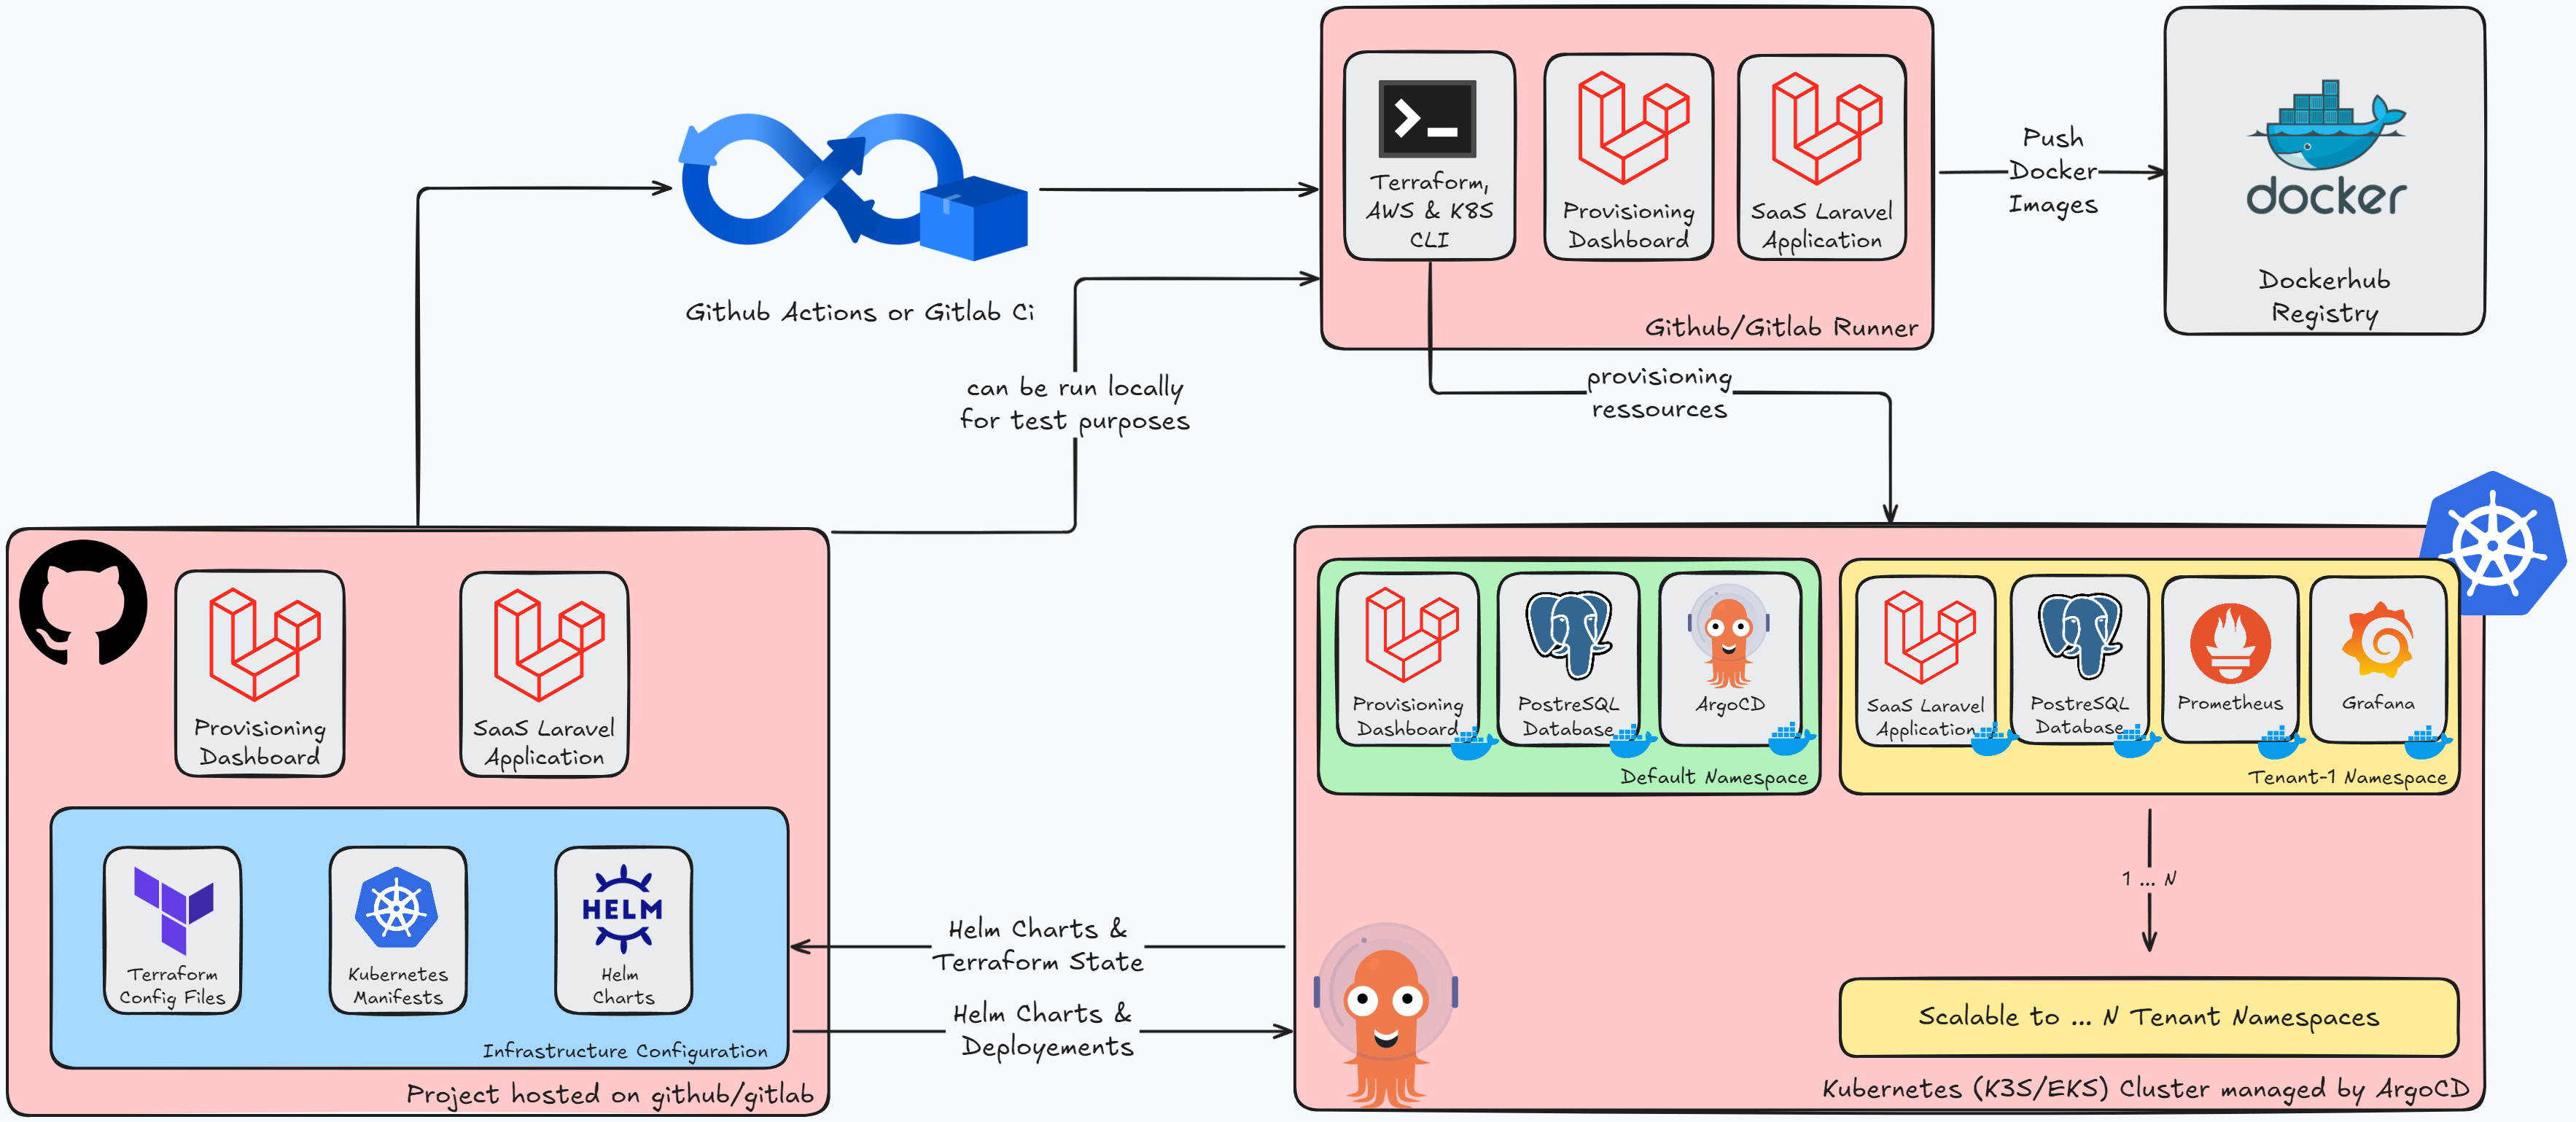 Terraform,
AWS & K8S
CLI
Provisioning
Dashboard
SaaS Laravel
Application
Github/Gitlab Runner
Push
Docker
Images
docker
Dockerhub
Registry
Github Actions or Gitlab Ci
can be run locally
for test purposes
provisioning
ressources
Provisioning
Dashboard
SaaS Laravel
Application
Terraform
Config Files
Kubernetes
Manifests
HELM
Helm
Charts
Infrastructure Configuration
Project hosted on github/gitlab
Helm Charts &
Terraform State
Helm Charts &
Deployements
Provisioning
Dashboard
PostreSQL
Database
ArgoCD
Default Namespace
SaaS Laravel
Application
PostreSQL
Database
Prometheus
Grafana
Tenant-1 Namespace
1 ... N
Scalable to ... N Tenant Namespaces
Kubernetes (K3S/EKS) Cluster managed by ArgoCD